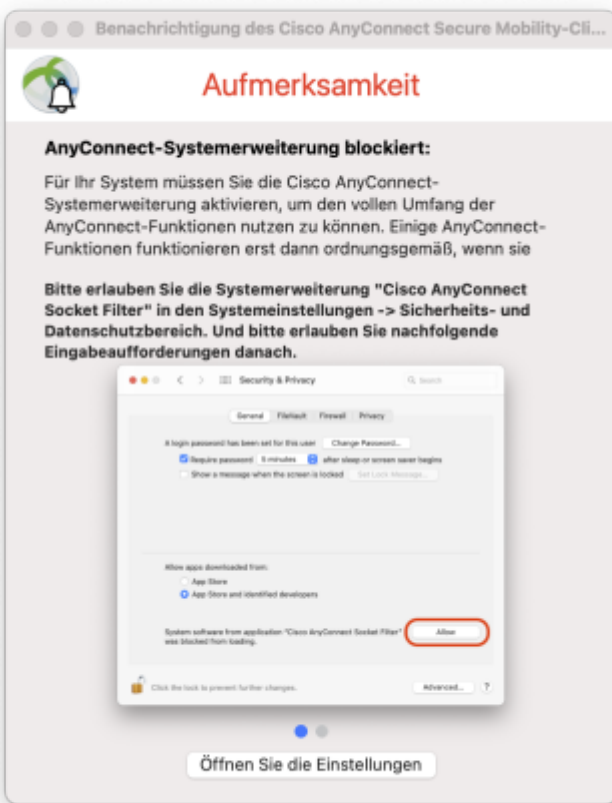 Benachrichtigung des Cisco AnyConnect Secure Mobility-Cli...
Aufmerksamkeit
AnyConnect-Systemerweiterung blockiert:
Für Ihr System müssen Sie die Cisco AnyConnect-
Systemerweiterung aktivieren, um den vollen Umfang der
AnyConnect-Funktionen nutzen zu können. Einige AnyConnect-
Funktionen funktionieren erst dann ordnungsgemäß, wenn sie
Bitte erlauben Sie die Systemerweiterung "Cisco AnyConnect
Socket Filter" in den Systemeinstellungen -> Sicherheits- und
Datenschutzbereich. Und bitte erlauben Sie nachfolgende
Eingabeaufforderungen danach.
Security & Privacy
Search
General FileVault Firewall Privacy
A login password has been set for this user Change Password...
Require password 5 minutes after sleep or screen saver begins
Show a message when the screen is locked Set Lock Message...
Allow apps downloaded from:
App Store
App Store and identified developers
System software from application "Cisco AnyConnect Socket Filter" Allow
was blocked from loading.
Click the lock to prevent further changes. Advanced... ?
Öffnen Sie die Einstellungen